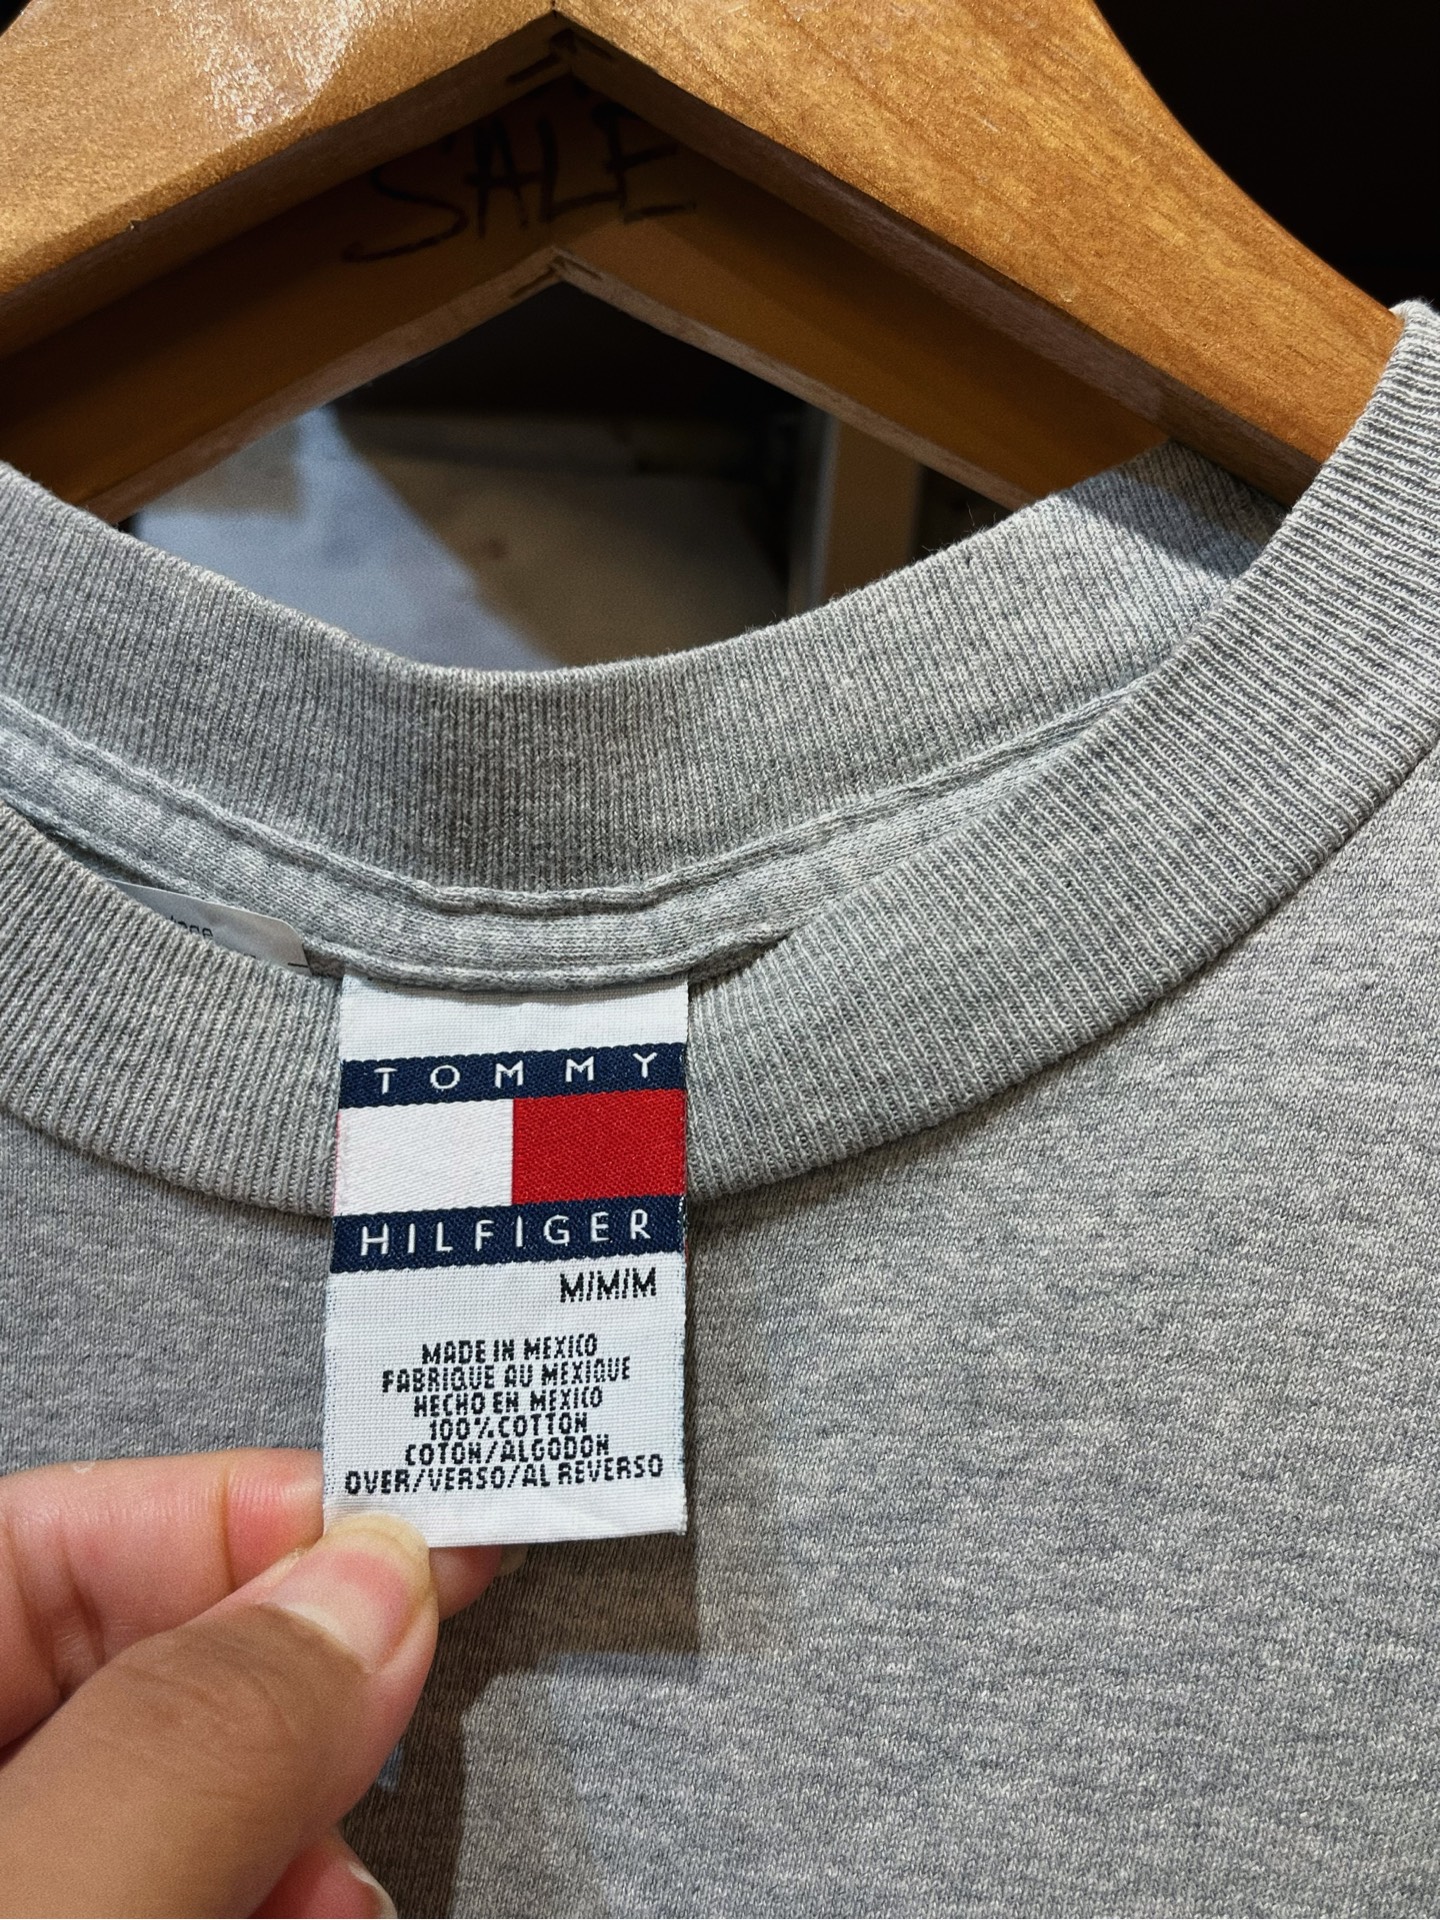 SALE
TOMMY
HILFIGER
M/M/M
MADE IN MEXICO
FABRIQUE AU MEXIQUE
HECHO EN MEXICO
100% COTTON
COTON/ALGODON
OVER/VERSO/AL REVERSO